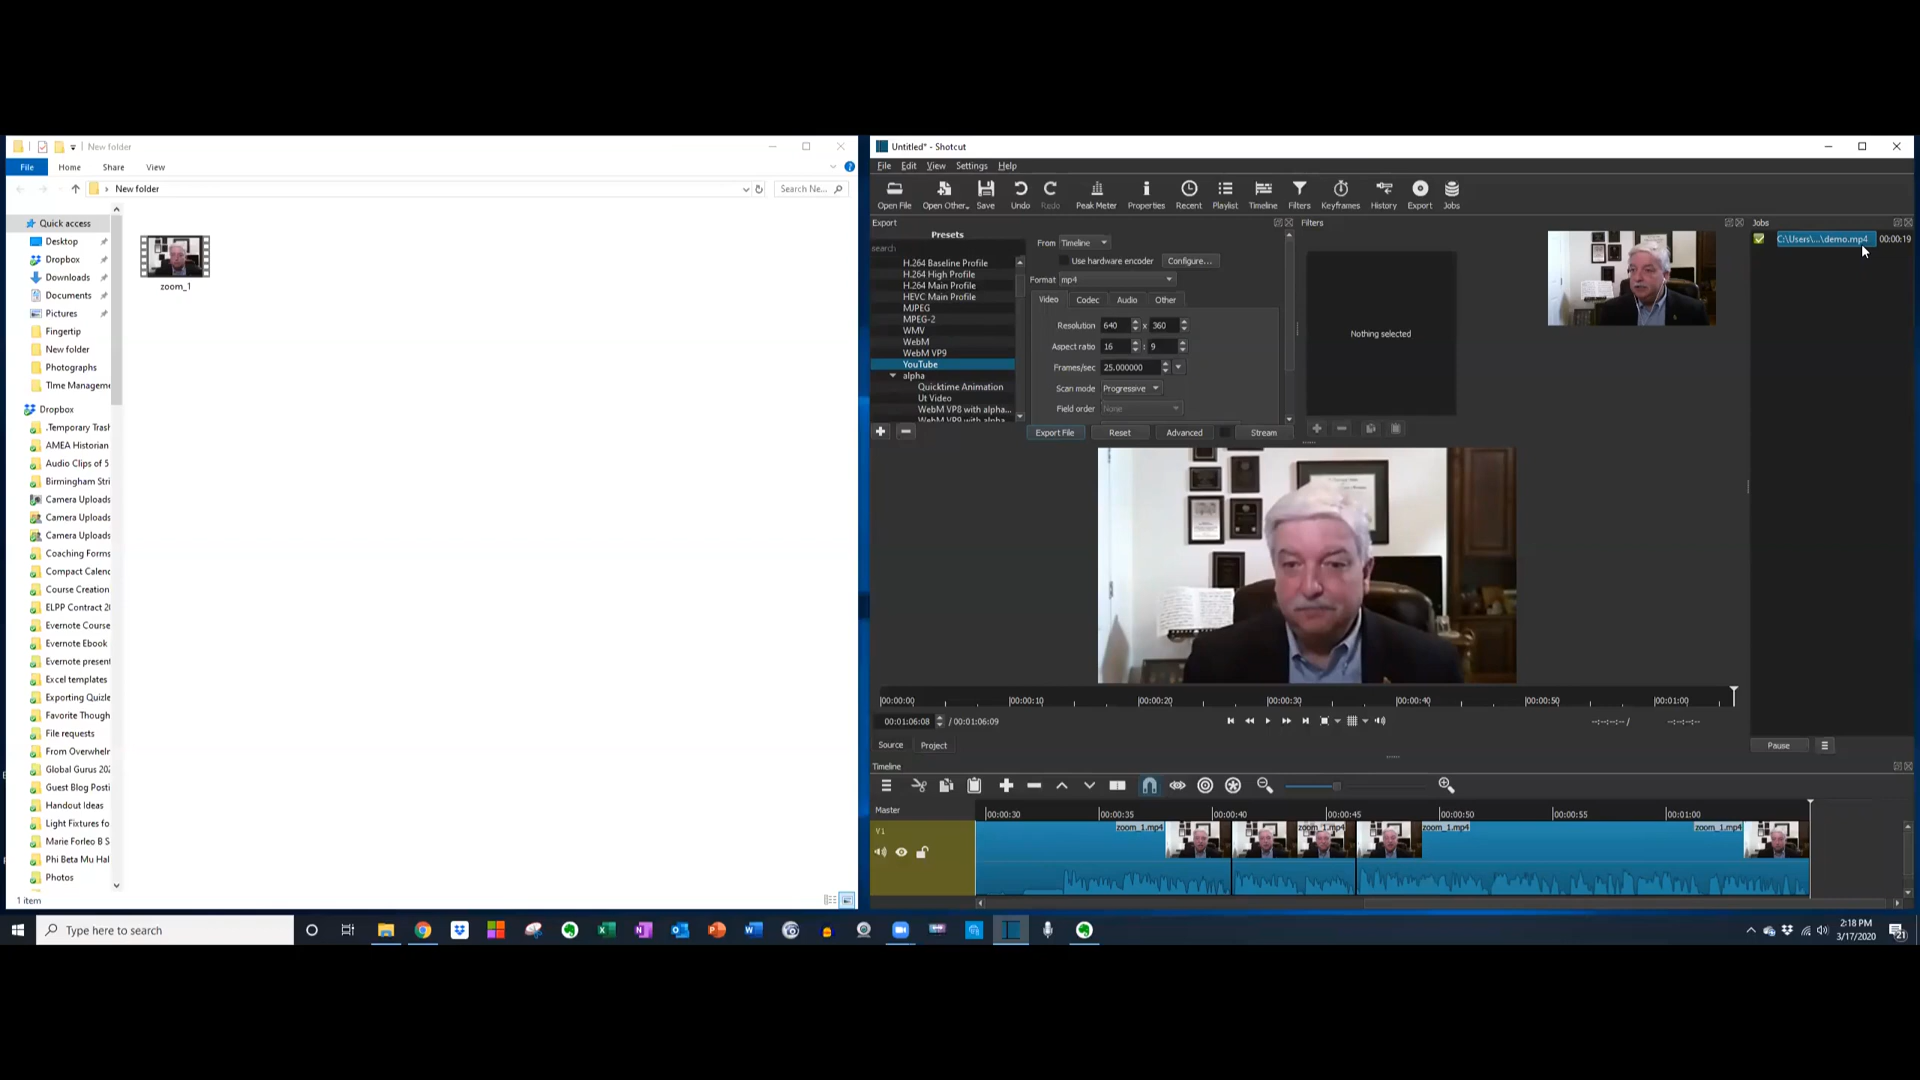 New folder
File Home Share View
New folder
Search Ne...
Quick access
Desktop
Dropbox
Downloads
Documents
Pictures
Fingertip
New folder
Photographs
Time Manageme
Dropbox
.Temporary Trash
AMEA Historian
Audio Clips of 5
Birmingham Stri
Camera Uploads
Camera Uploads
Camera Uploads
Coaching Forms
Compact Calend
Course Creation
ELPP Contract 20
Evernote Course
Evernote Ebook
Evernote present
Excel templates
Exporting Quizle
Favorite Though
File requests
From Overwhelm
Global Gurus 202
Guest Blog Posti
Handout Ideas
Light Fixtures fo
Marie Forleo B S
Phi Beta Mu Hal
Photos
zoom_1
1 item
Untitled* - Shotcut
File Edit View Settings Help
Open File Open Other... Save Undo Redo Peak Meter Properties Recent Playlist Timeline Filters Keyframes History Export Jobs
Export
Presets
search
H.264 Baseline Profile
H.264 High Profile
H.264 Main Profile
HEVC Main Profile
MJPEG
MPEG-2
WMV
WebM
WebM VP9
YouTube
alpha
Quicktime Animation
Ut Video
WebM VP8 with alpha...
WebM VP9 with alpha...
From Timeline
Use hardware encoder Configure...
Format mp4
Video Codec Audio Other
Resolution 640 x 360
Aspect ratio 16 : 9
Frames/sec 25.000000
Scan mode Progressive
Field order None
Export File Reset Advanced Stream
Filters
Nothing selected
Jobs
C:\Users\...\demo.mp4 00:00:19
00:00:00 00:00:10 00:00:20 00:00:30 00:00:40 00:00:50 00:01:00
00:01:06:08 / 00:01:06:09
--:--:--:-- / --:--:--:--
Source Project
Pause
Timeline
Master
00:00:30 00:00:35 00:00:40 00:00:45 00:00:50 00:00:55 00:01:00
V1
zoom_1.mp4 zoom_1.mp4 zoom_1.mp4 zoom_1.mp4
Type here to search
2:18 PM
3/17/2020
21